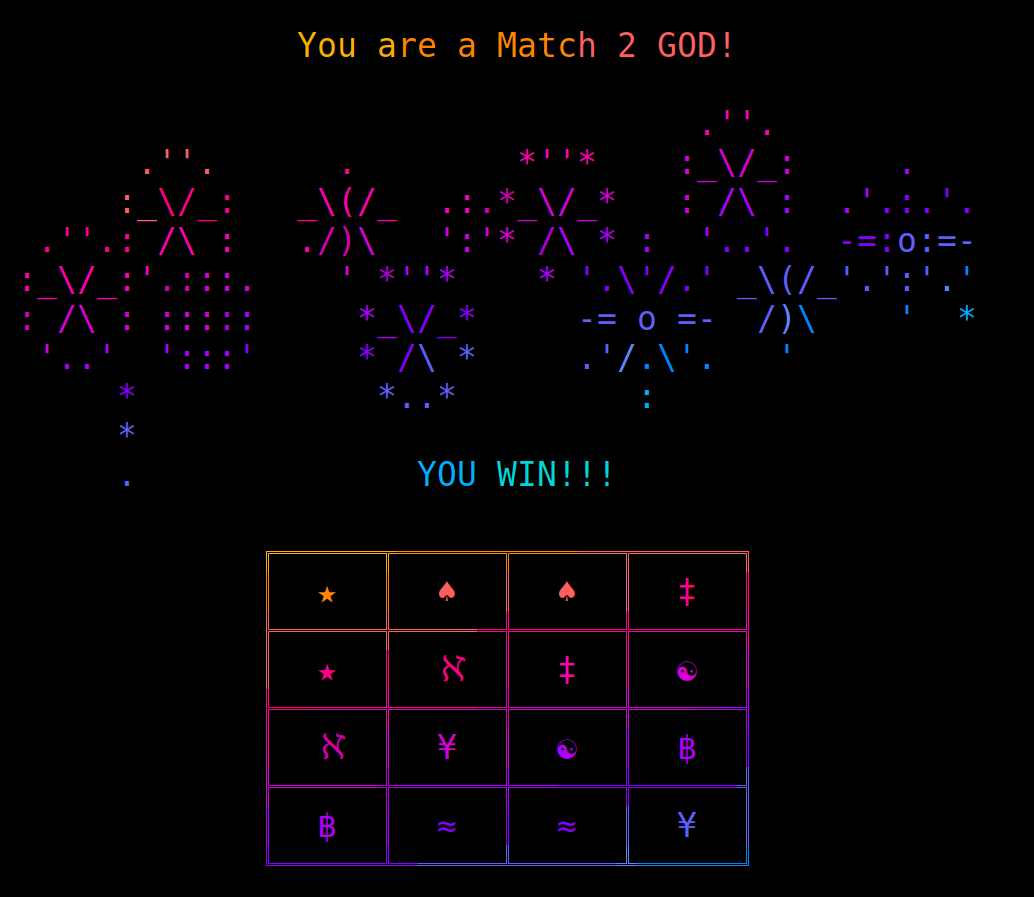 You are a Match 2 GOD!
YOU WIN!!!
★ ♠ ♠ ‡
★ ℵ ‡ ☯
ℵ ¥ ☯ ฿
฿ ≈ ≈ ¥